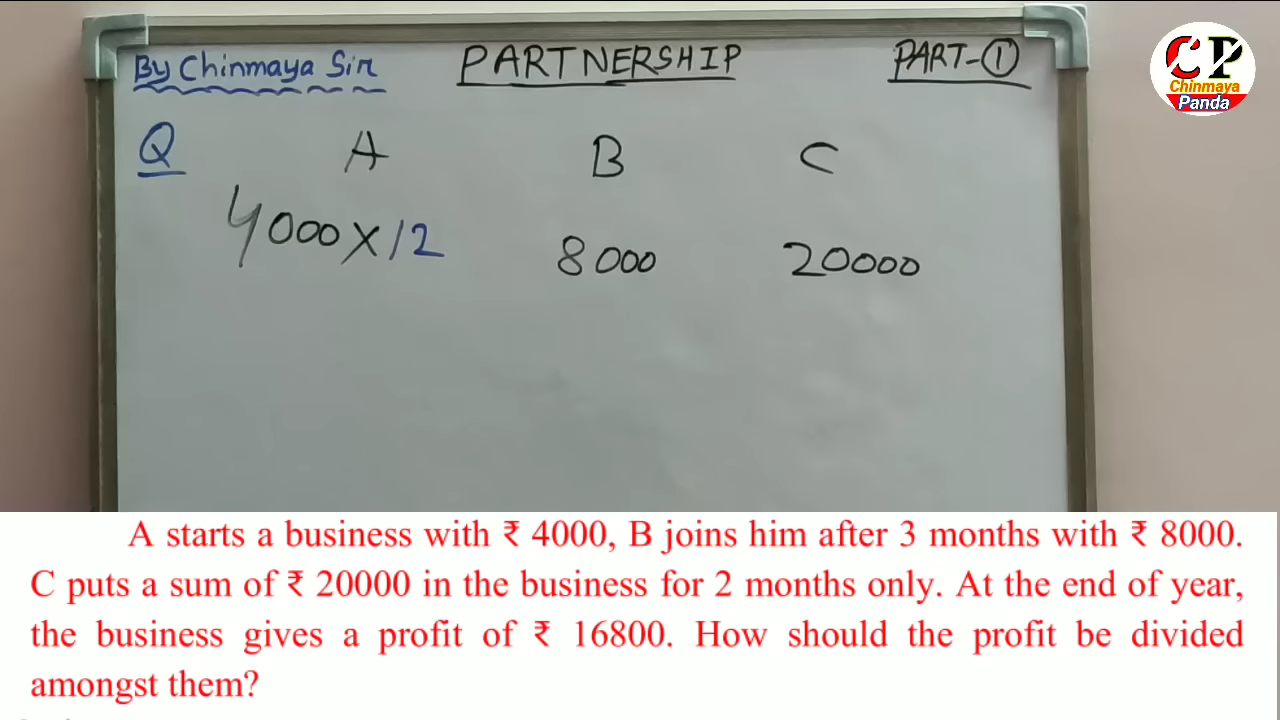 By Chinmaya Sir PARTNERSHIP PART-①
CP
Chinmaya
Panda
Q A B C
4000 X 12 8000 20000
A starts a business with ₹ 4000, B joins him after 3 months with ₹ 8000.
C puts a sum of ₹ 20000 in the business for 2 months only. At the end of year,
the business gives a profit of ₹ 16800. How should the profit be divided
amongst them?